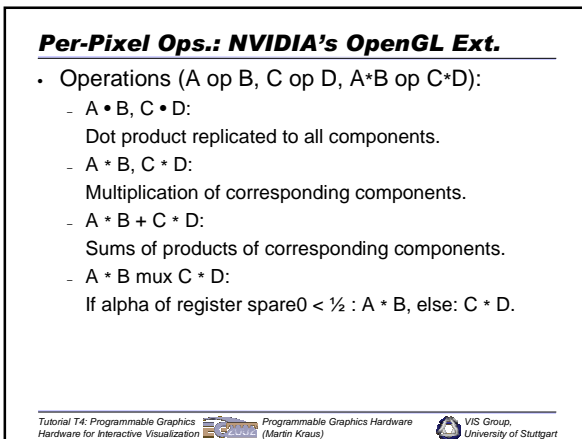 Per-Pixel Ops.: NVIDIA's OpenGL Ext.
• Operations (A op B, C op D, A*B op C*D):
– A • B, C • D:
Dot product replicated to all components.
– A * B, C * D:
Multiplication of corresponding components.
– A * B + C * D:
Sums of products of corresponding components.
– A * B mux C * D:
If alpha of register spare0 < ½ : A * B, else: C * D.
Tutorial T4: Programmable Graphics
Hardware for Interactive Visualization
2002
Programmable Graphics Hardware
(Martin Kraus)
VIS Group,
University of Stuttgart